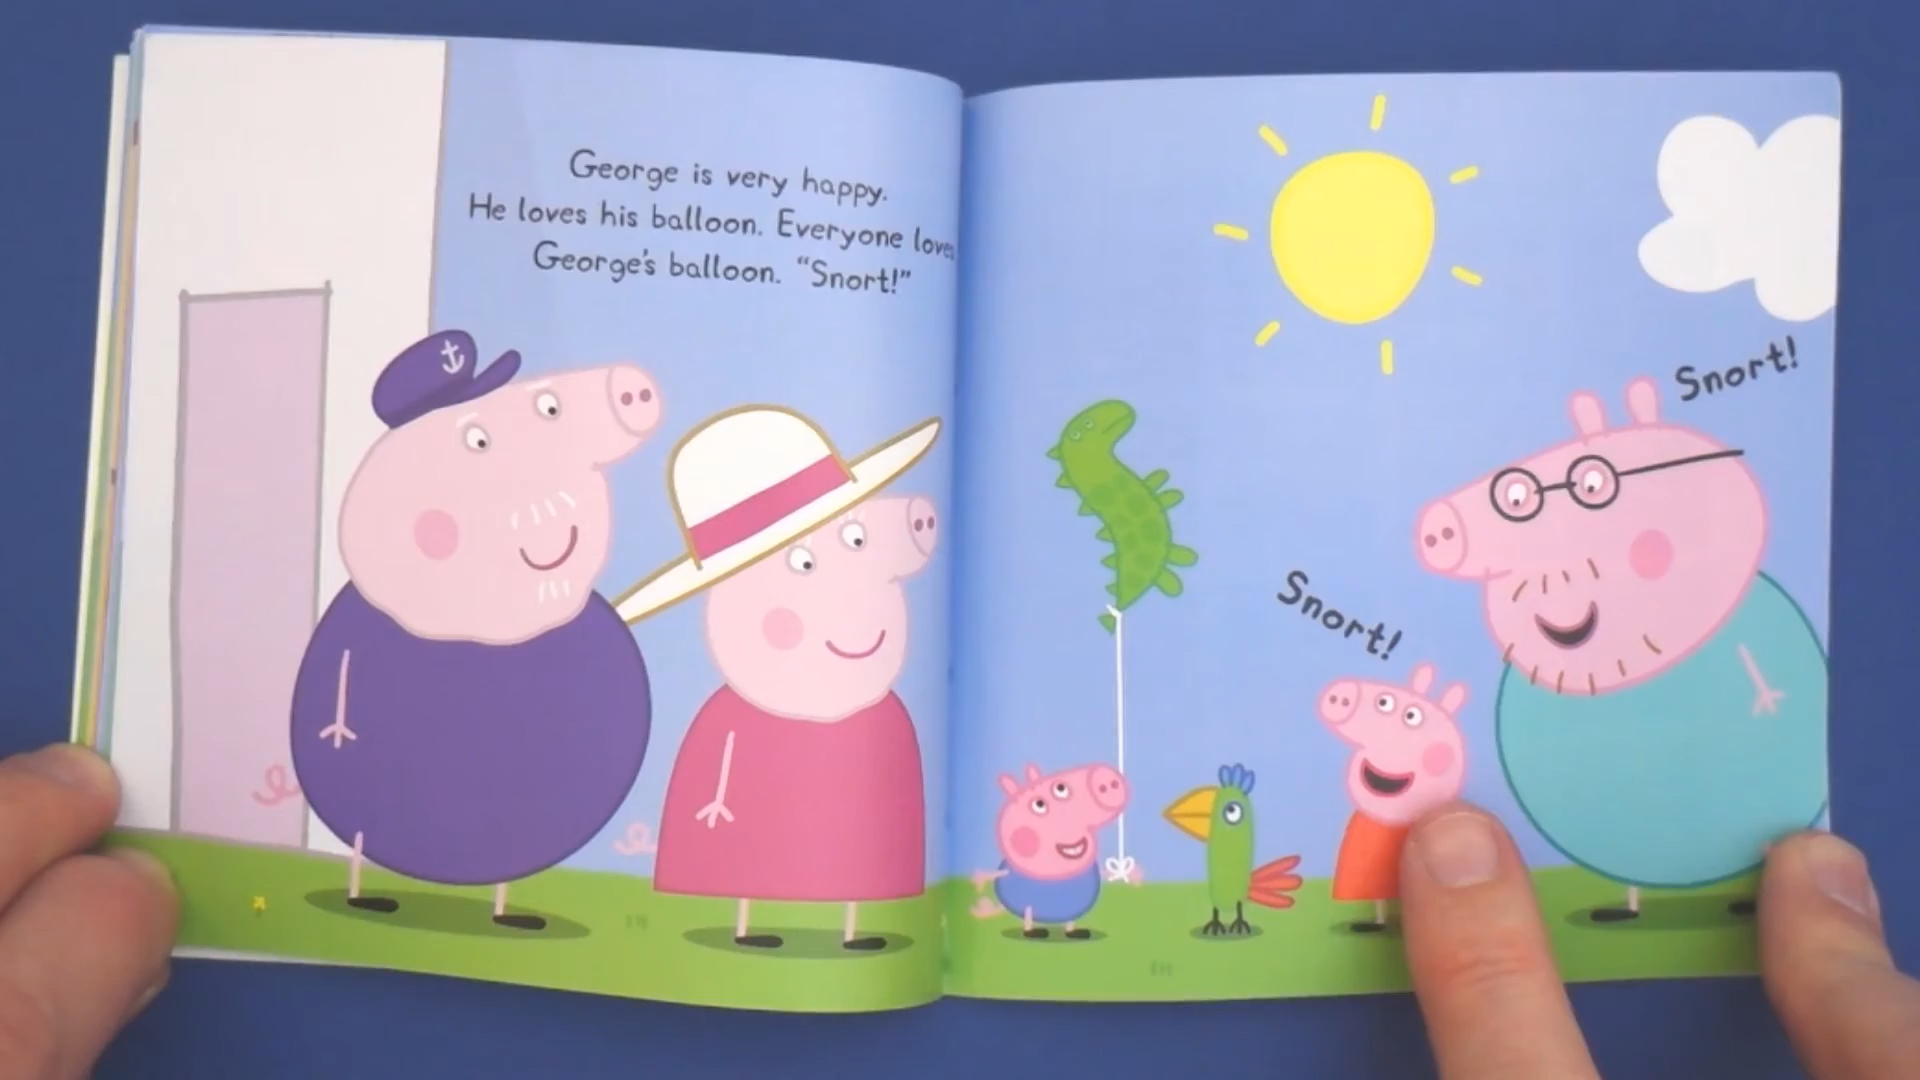 George is very happy.
He loves his balloon. Everyone loves
George's balloon. “Snort!”
Snort!
Snort!